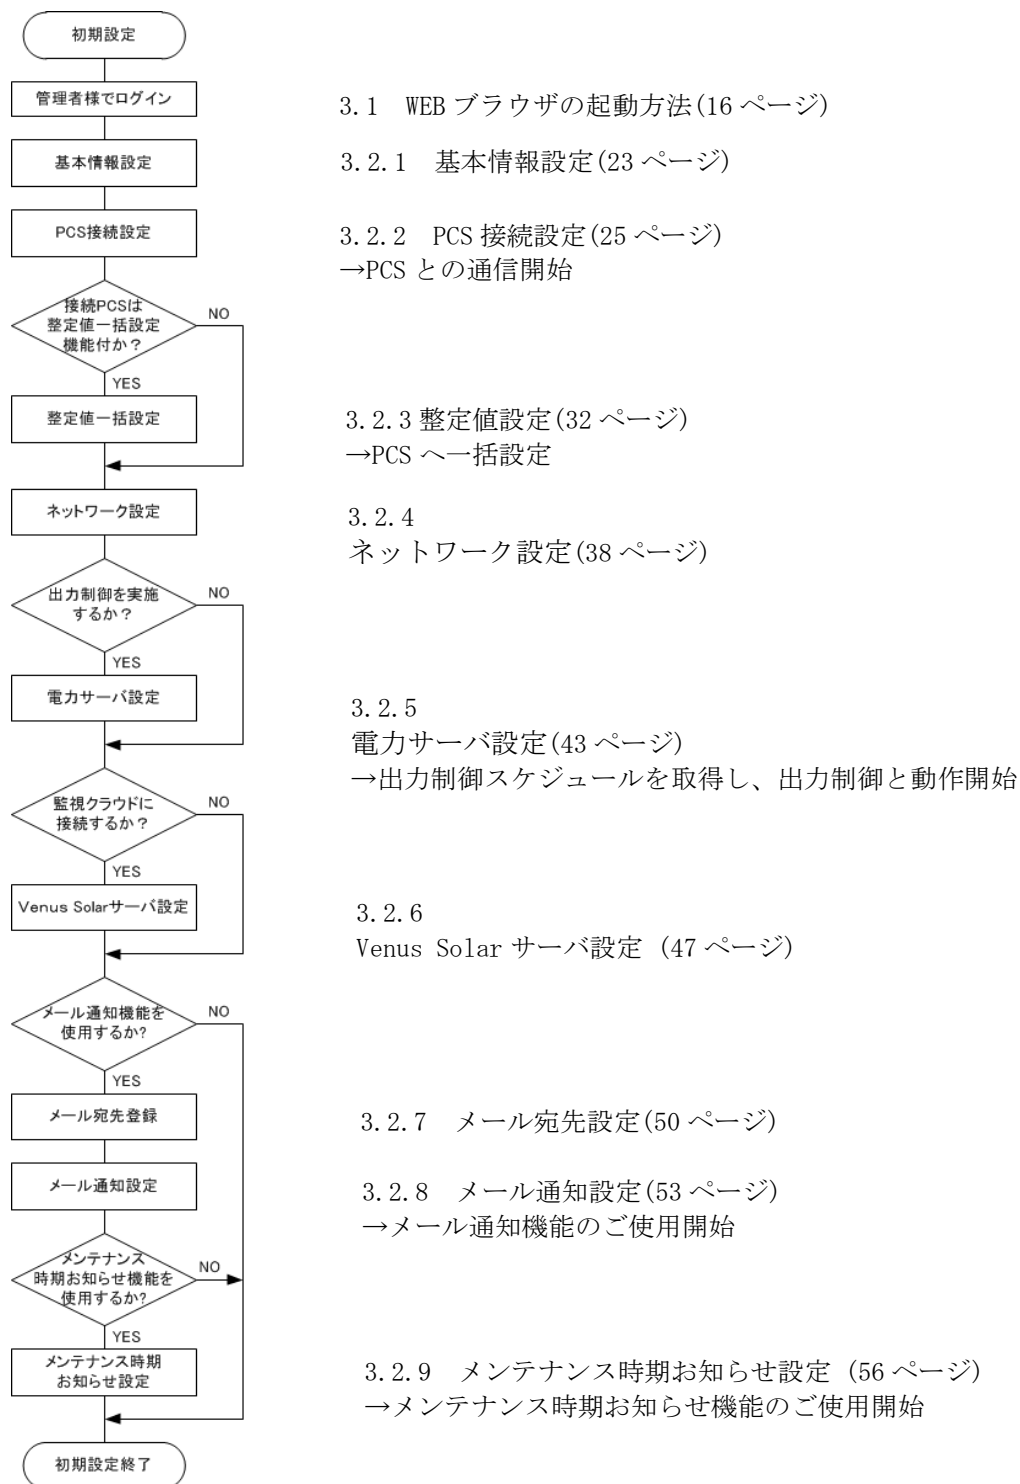 初期設定
管理者様でログイン
3.1 WEB ブラウザの起動方法(16 ページ)
基本情報設定
3.2.1 基本情報設定(23 ページ)
PCS接続設定
3.2.2 PCS 接続設定(25 ページ)
→PCS との通信開始
接続PCSは
整定値一括設定
機能付か？
NO
YES
整定値一括設定
3.2.3 整定値設定(32 ページ)
→PCS へ一括設定
ネットワーク設定
3.2.4
ネットワーク設定(38 ページ)
出力制御を実施
するか？
NO
YES
電力サーバ設定
3.2.5
電力サーバ設定(43 ページ)
→出力制御スケジュールを取得し、出力制御と動作開始
監視クラウドに
接続するか？
NO
YES
Venus Solarサーバ設定
3.2.6
Venus Solar サーバ設定 (47 ページ)
メール通知機能を
使用するか?
NO
YES
メール宛先登録
3.2.7 メール宛先設定(50 ページ)
メール通知設定
3.2.8 メール通知設定(53 ページ)
→メール通知機能のご使用開始
メンテナンス
時期お知らせ機能を
使用するか?
NO
YES
メンテナンス時期
お知らせ設定
3.2.9 メンテナンス時期お知らせ設定 (56 ページ)
→メンテナンス時期お知らせ機能のご使用開始
初期設定終了